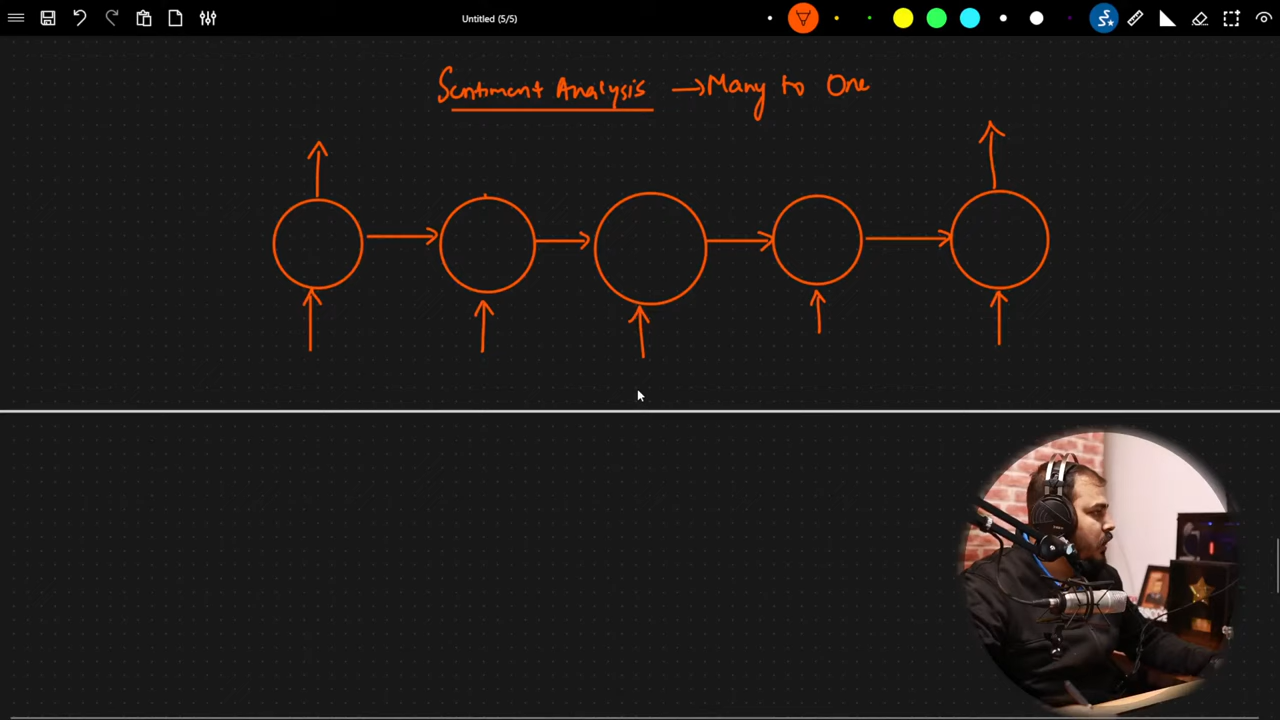 Untitled (5/5)
Sentiment Analysis → Many to One